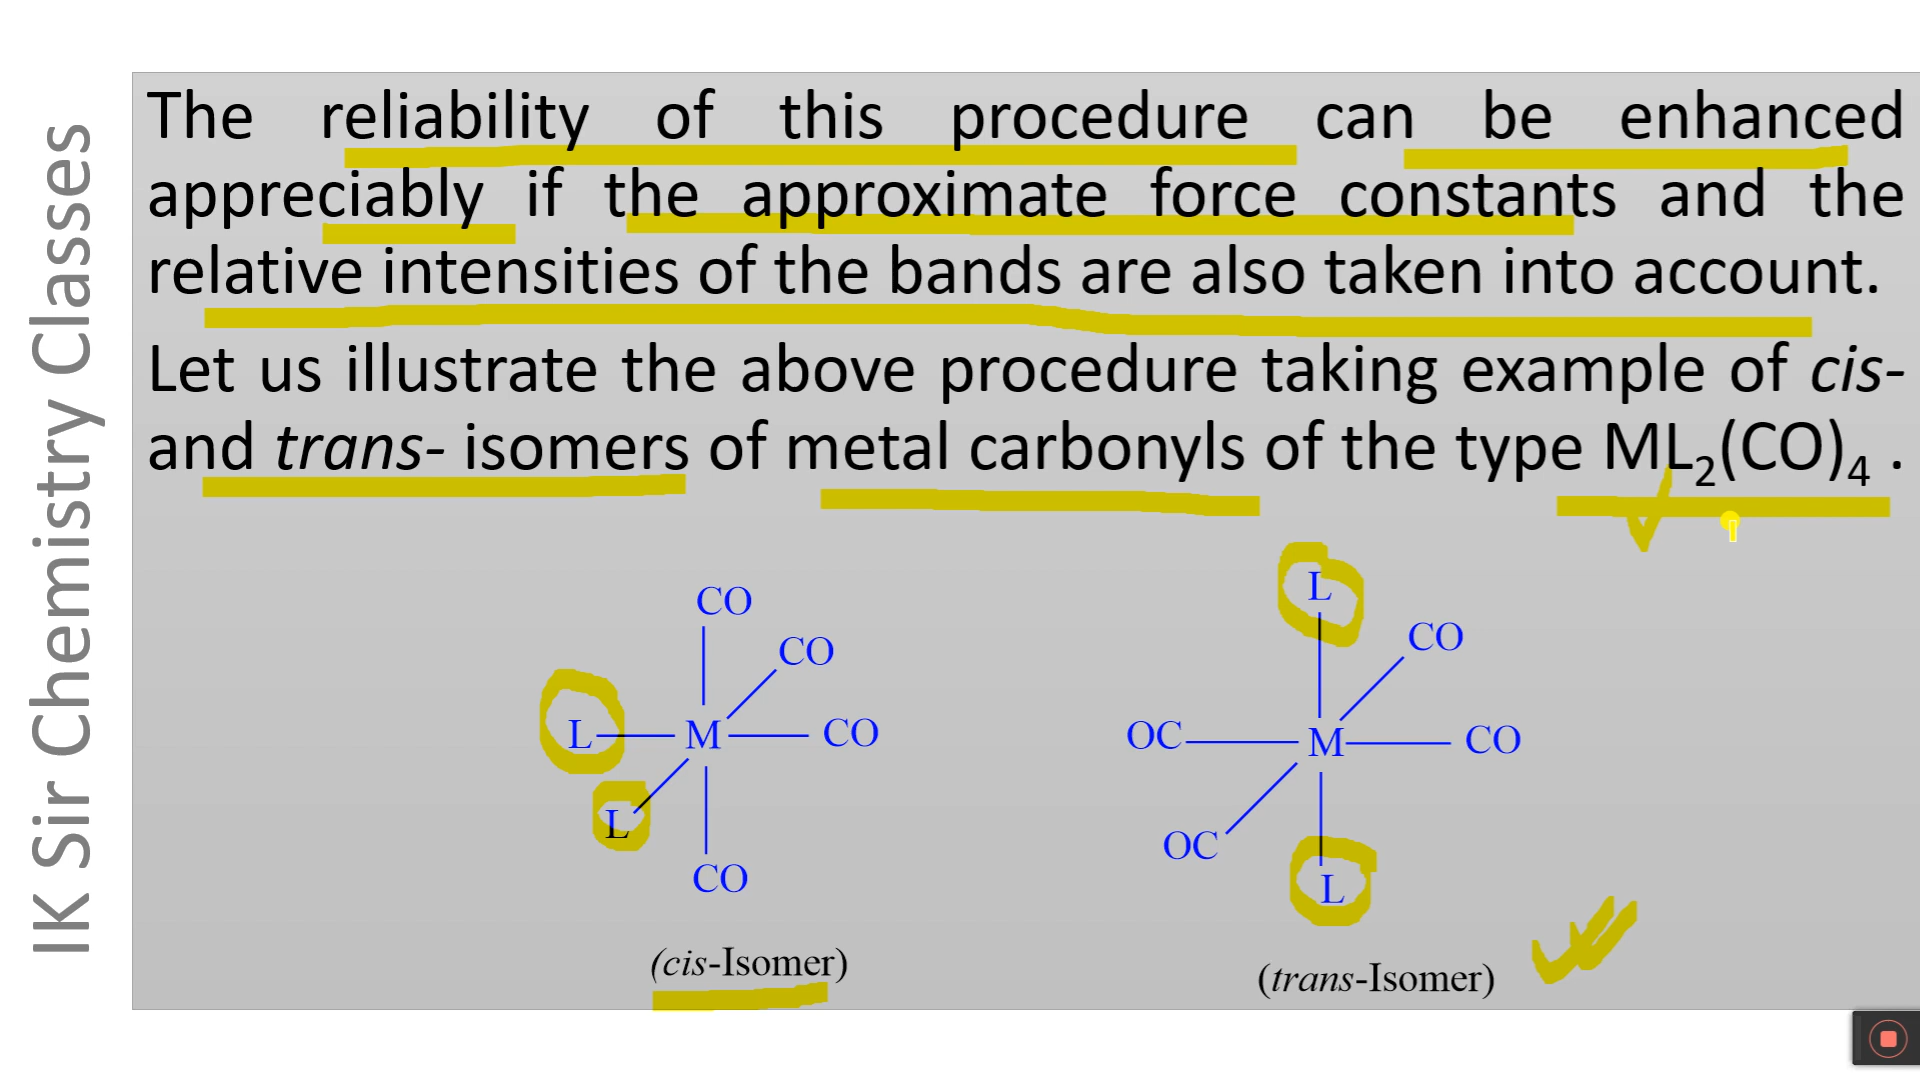 IK Sir Chemistry Classes
The reliability of this procedure can be enhanced
appreciably if the approximate force constants and the
relative intensities of the bands are also taken into account.
Let us illustrate the above procedure taking example of cis-
and trans- isomers of metal carbonyls of the type ML₂(CO)₄ .
CO
CO
L M CO
L
CO
(cis-Isomer)
L
CO
OC M CO
OC
L
(trans-Isomer)